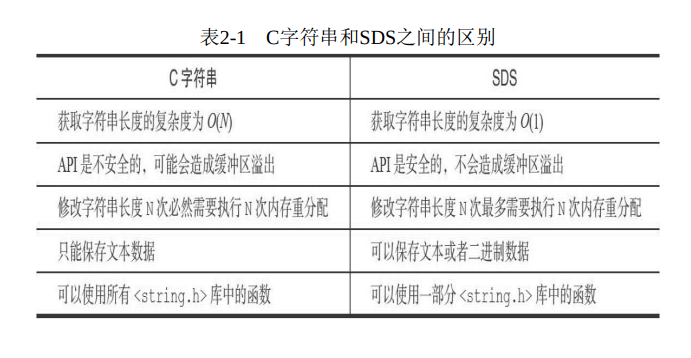 表2-1 C字符串和SDS之间的区别
C 字符串 SDS
获取字符串长度的复杂度为 O(N) 获取字符串长度的复杂度为 O(1)
API 是不安全的，可能会造成缓冲区溢出 API 是安全的，不会造成缓冲区溢出
修改字符串长度 N 次必然需要执行 N 次内存重分配 修改字符串长度 N 次最多需要执行 N 次内存重分配
只能保存文本数据 可以保存文本或者二进制数据
可以使用所有 <string.h> 库中的函数 可以使用一部分 <string.h> 库中的函数